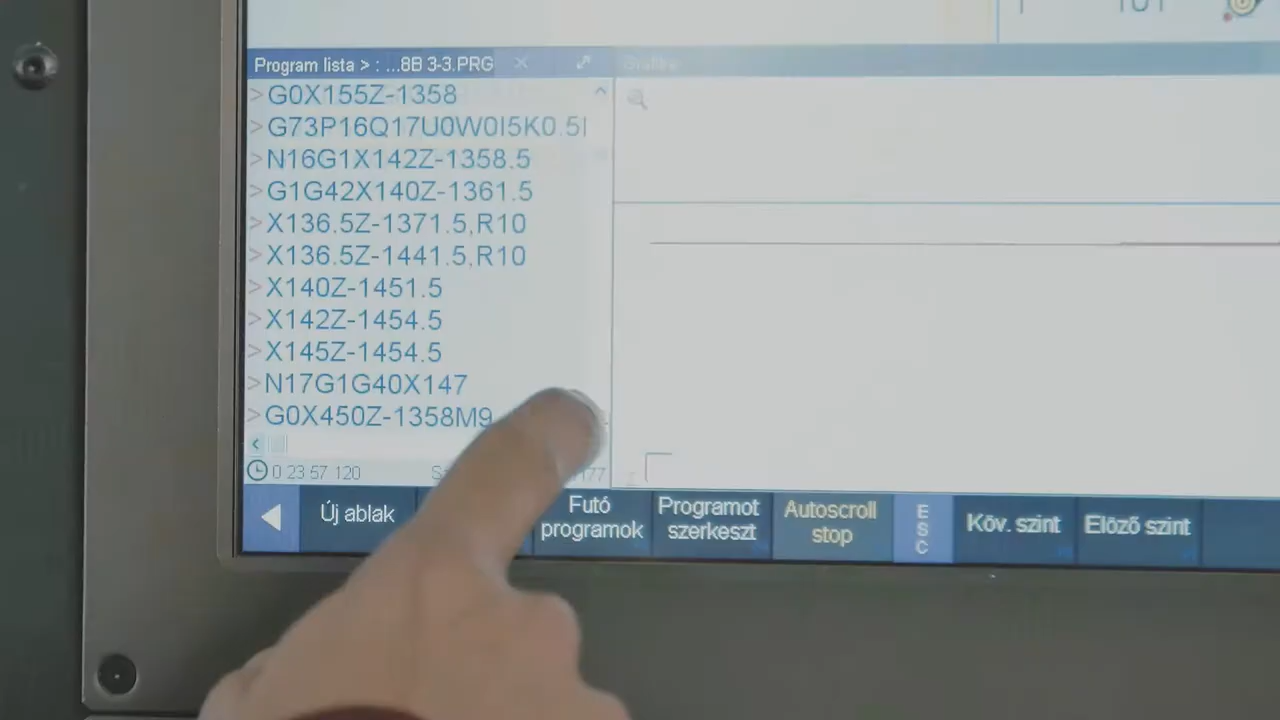 Program lista > : ...8B 3-3.PRG
Grafika
>G0X155Z-1358
>G73P16Q17U0W0I5K0.5
>N16G1X142Z-1358.5
>G1G42X140Z-1361.5
>X136.5Z-1371.5,R10
>X136.5Z-1441.5,R10
>X140Z-1451.5
>X142Z-1454.5
>X145Z-1454.5
>N17G1G40X147
>G0X450Z-1358M9
0 23 57 120
Új ablak
Futó
programok
Programot
szerkeszt
Autoscroll
stop
ESC
Köv. szint
Előző szint